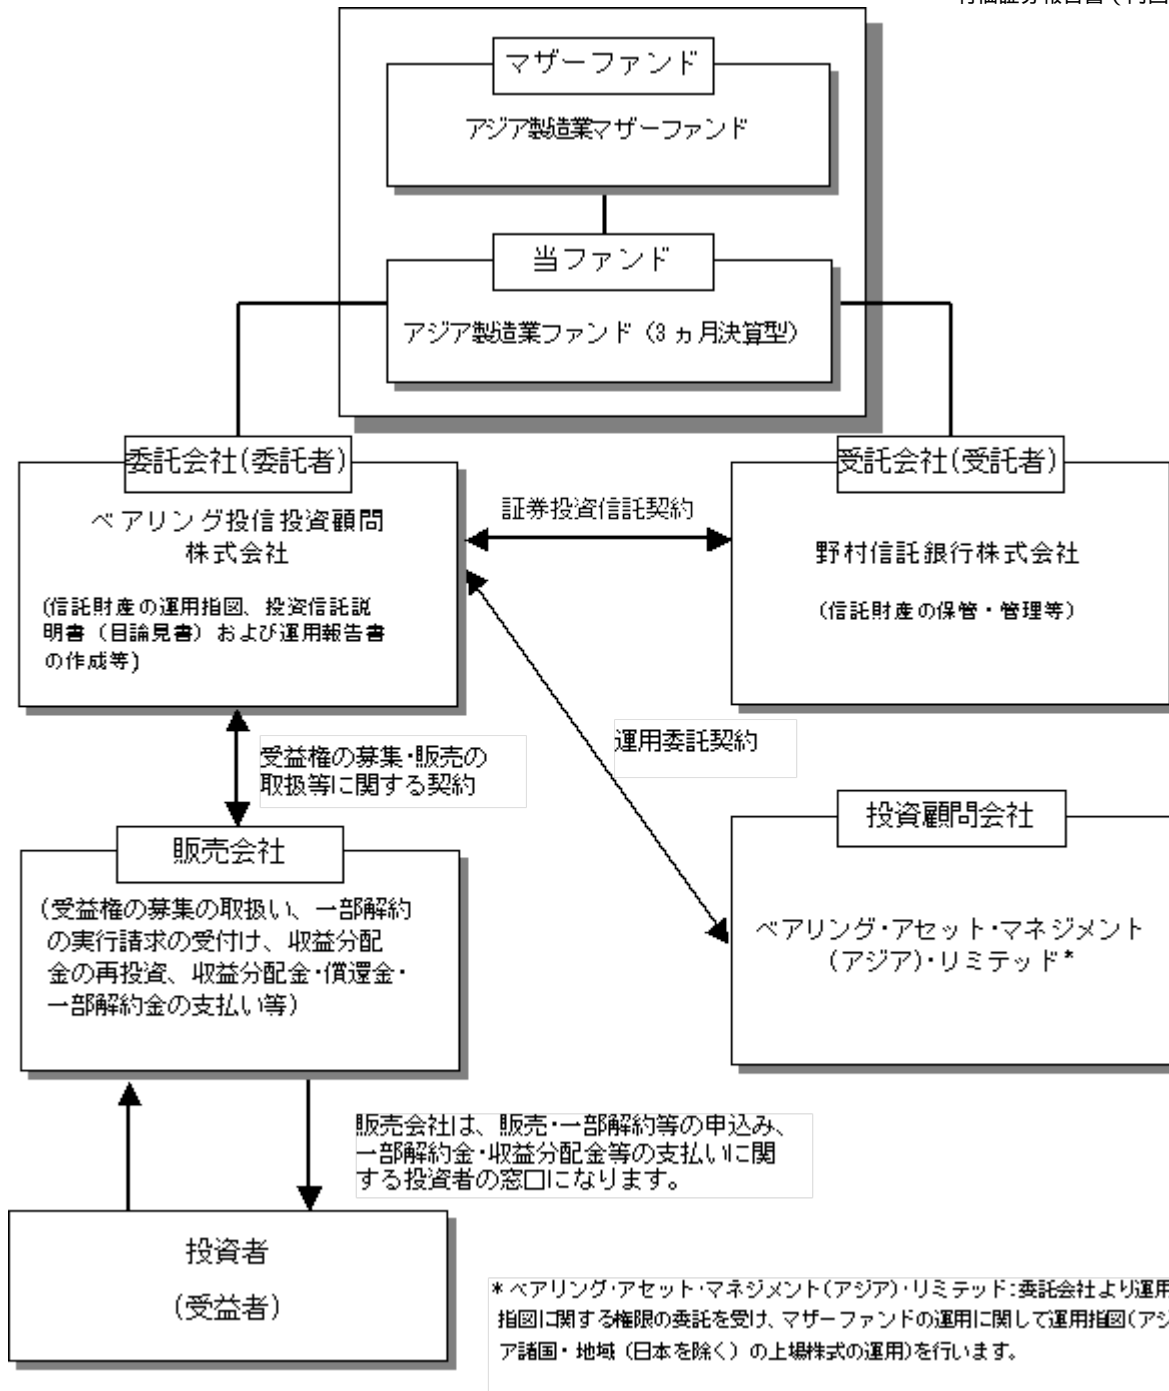 マザーファンド
アジア製造業マザーファンド
当ファンド
アジア製造業ファンド（3ヵ月決算型）
委託会社(委託者)
ベアリング投信投資顧問
株式会社
(信託財産の運用指図、投資信託説
明書（目論見書）および運用報告書
の作成等)
証券投資信託契約
受託会社(受託者)
野村信託銀行株式会社
（信託財産の保管・管理等）
受益権の募集・販売の
取扱等に関する契約
運用委託契約
販売会社
(受益権の募集の取扱い、一部解約
の実行請求の受付け、収益分配
金の再投資、収益分配金・償還金・
一部解約金の支払い等)
投資顧問会社
ベアリング・アセット・マネジメント
(アジア)・リミテッド*
販売会社は、販売・一部解約等の申込み、
一部解約金・収益分配金等の支払いに関
する投資者の窓口になります。
投資者
(受益者)
* ベアリング・アセット・マネジメント(アジア)・リミテッド:委託会社より運用
指図に関する権限の委託を受け、マザーファンドの運用に関して運用指図(アジ
ア諸国・地域（日本を除く）の上場株式の運用)を行います。